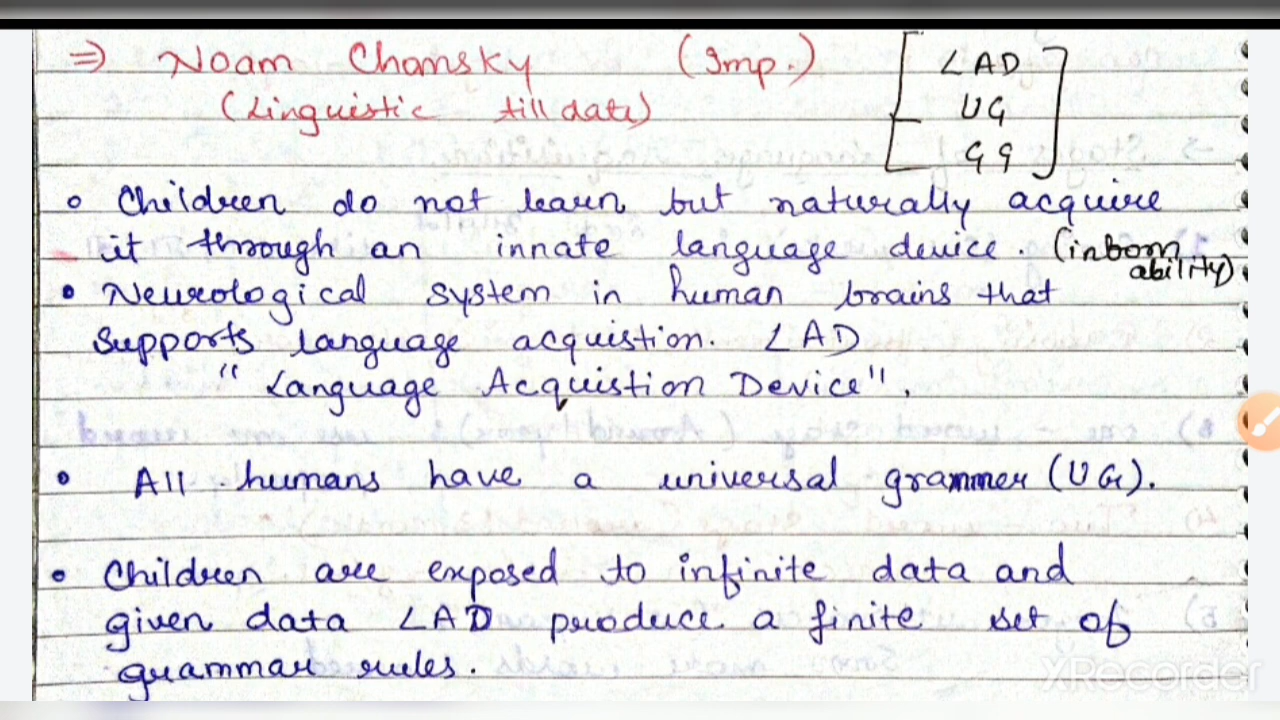 ⇒ Noam Chomsky (Imp.)
(Linguistic till date)
LAD
UG
GG
• Children do not learn but naturally acquire
it through an innate language device. (inborn
ability)
• Neurological system in human brains that
supports language acquistion. LAD
"Language Acquistion Device".
• All humans have a universal grammer (UG).
• Children are exposed to infinite data and
given data LAD produce a finite set of
grammar rules.
XRecorder